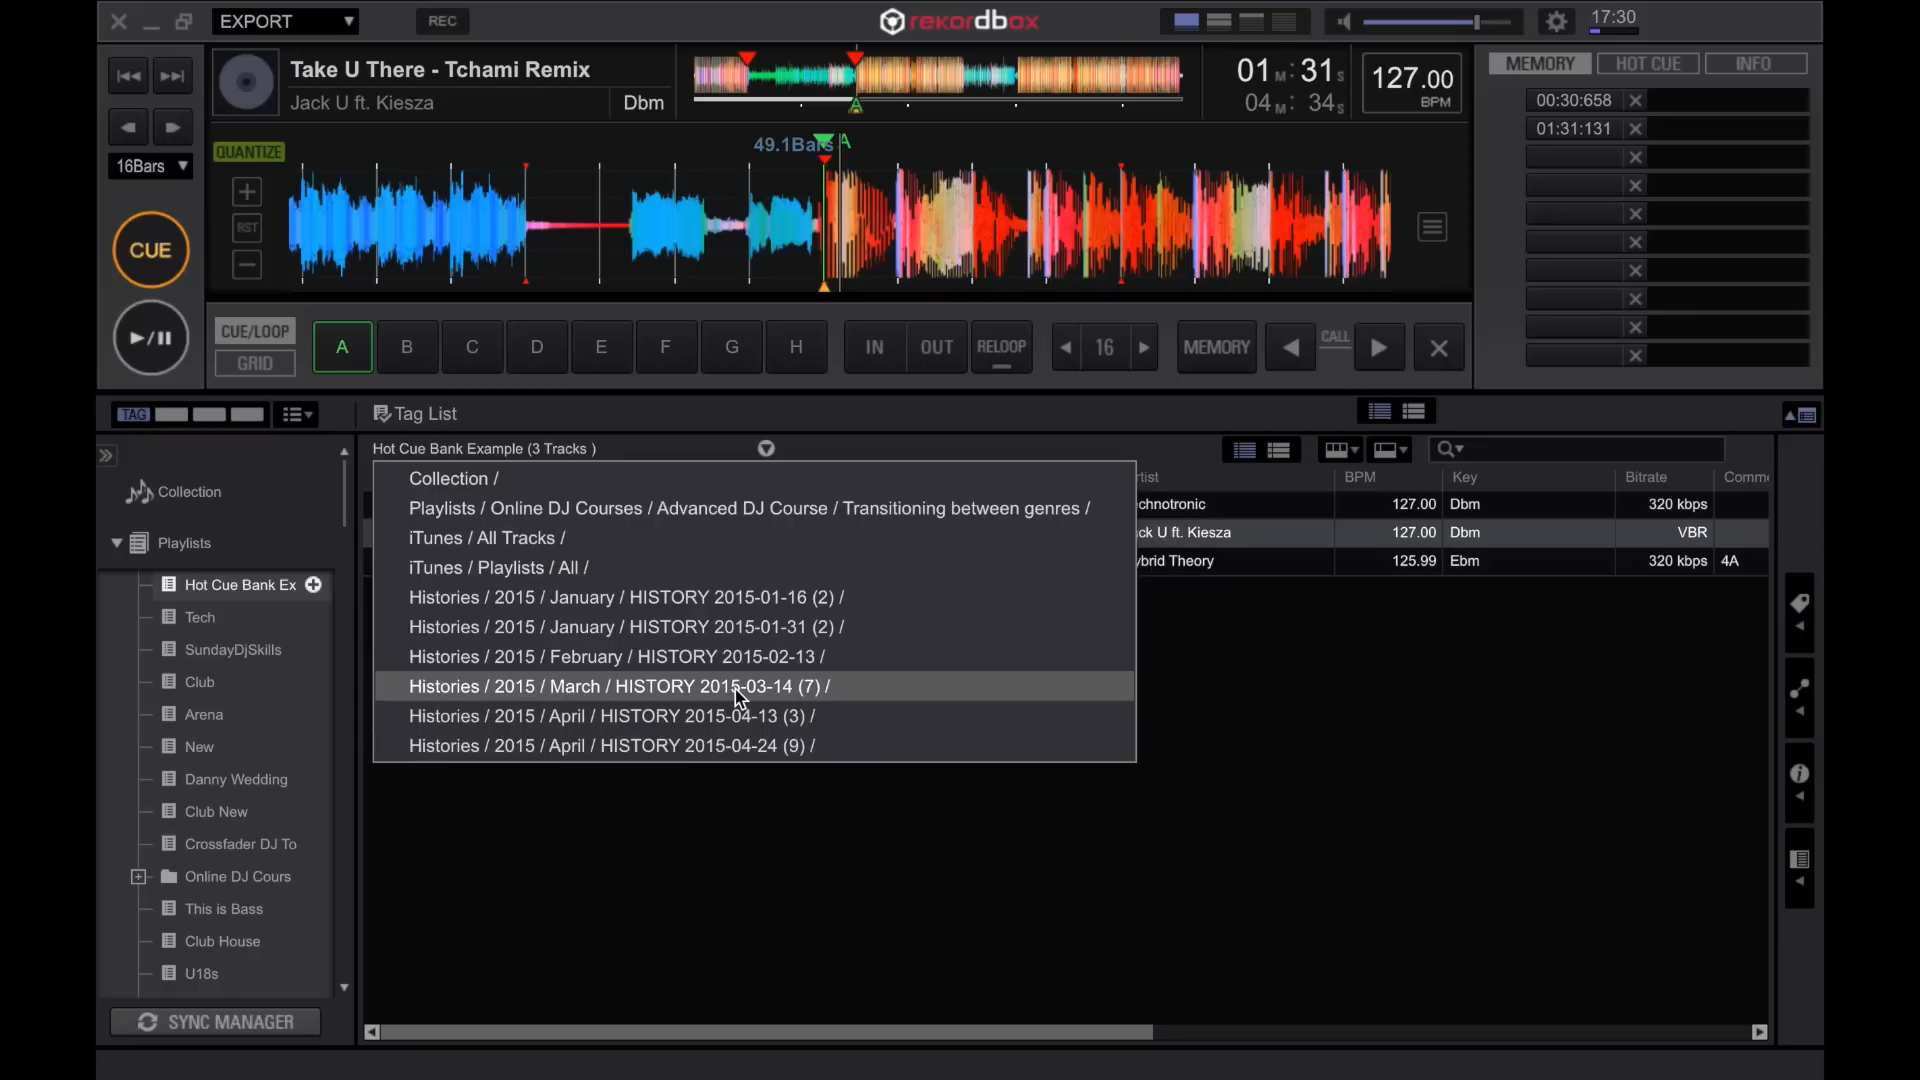 EXPORT
REC
rekordbox
17:30
Take U There - Tchami Remix
Jack U ft. Kiesza
Dbm
A
01 M : 31 S
04 M : 34 S
127.00
BPM
MEMORY
HOT CUE
INFO
00:30:658
01:31:131
16Bars
QUANTIZE
49.1Bars
A
RST
CUE
CUE/LOOP
GRID
A
B
C
D
E
F
G
H
IN
OUT
RELOOP
16
MEMORY
CALL
TAG
Tag List
Hot Cue Bank Example (3 Tracks )
Collection
Playlists
Hot Cue Bank Ex
Tech
SundayDjSkills
Club
Arena
New
Danny Wedding
Club New
Crossfader DJ To
Online DJ Cours
This is Bass
Club House
U18s
SYNC MANAGER
Collection /
Playlists / Online DJ Courses / Advanced DJ Course / Transitioning between genres /
iTunes / All Tracks /
iTunes / Playlists / All /
Histories / 2015 / January / HISTORY 2015-01-16 (2) /
Histories / 2015 / January / HISTORY 2015-01-31 (2) /
Histories / 2015 / February / HISTORY 2015-02-13 /
Histories / 2015 / March / HISTORY 2015-03-14 (7) /
Histories / 2015 / April / HISTORY 2015-04-13 (3) /
Histories / 2015 / April / HISTORY 2015-04-24 (9) /
rtist BPM Key Bitrate Comme
chnotronic 127.00 Dbm 320 kbps
ck U ft. Kiesza 127.00 Dbm VBR
ybrid Theory 125.99 Ebm 320 kbps 4A